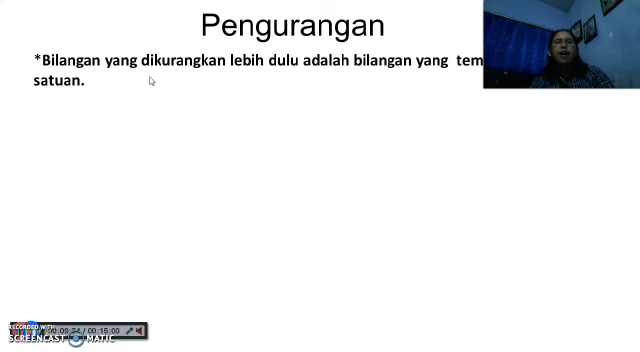 Pengurangan
*Bilangan yang dikurangkan lebih dulu adalah bilangan yang tem
satuan.
RECORDED WITH
0:09:34 / 00:15:00
SCREENCAST MATIC